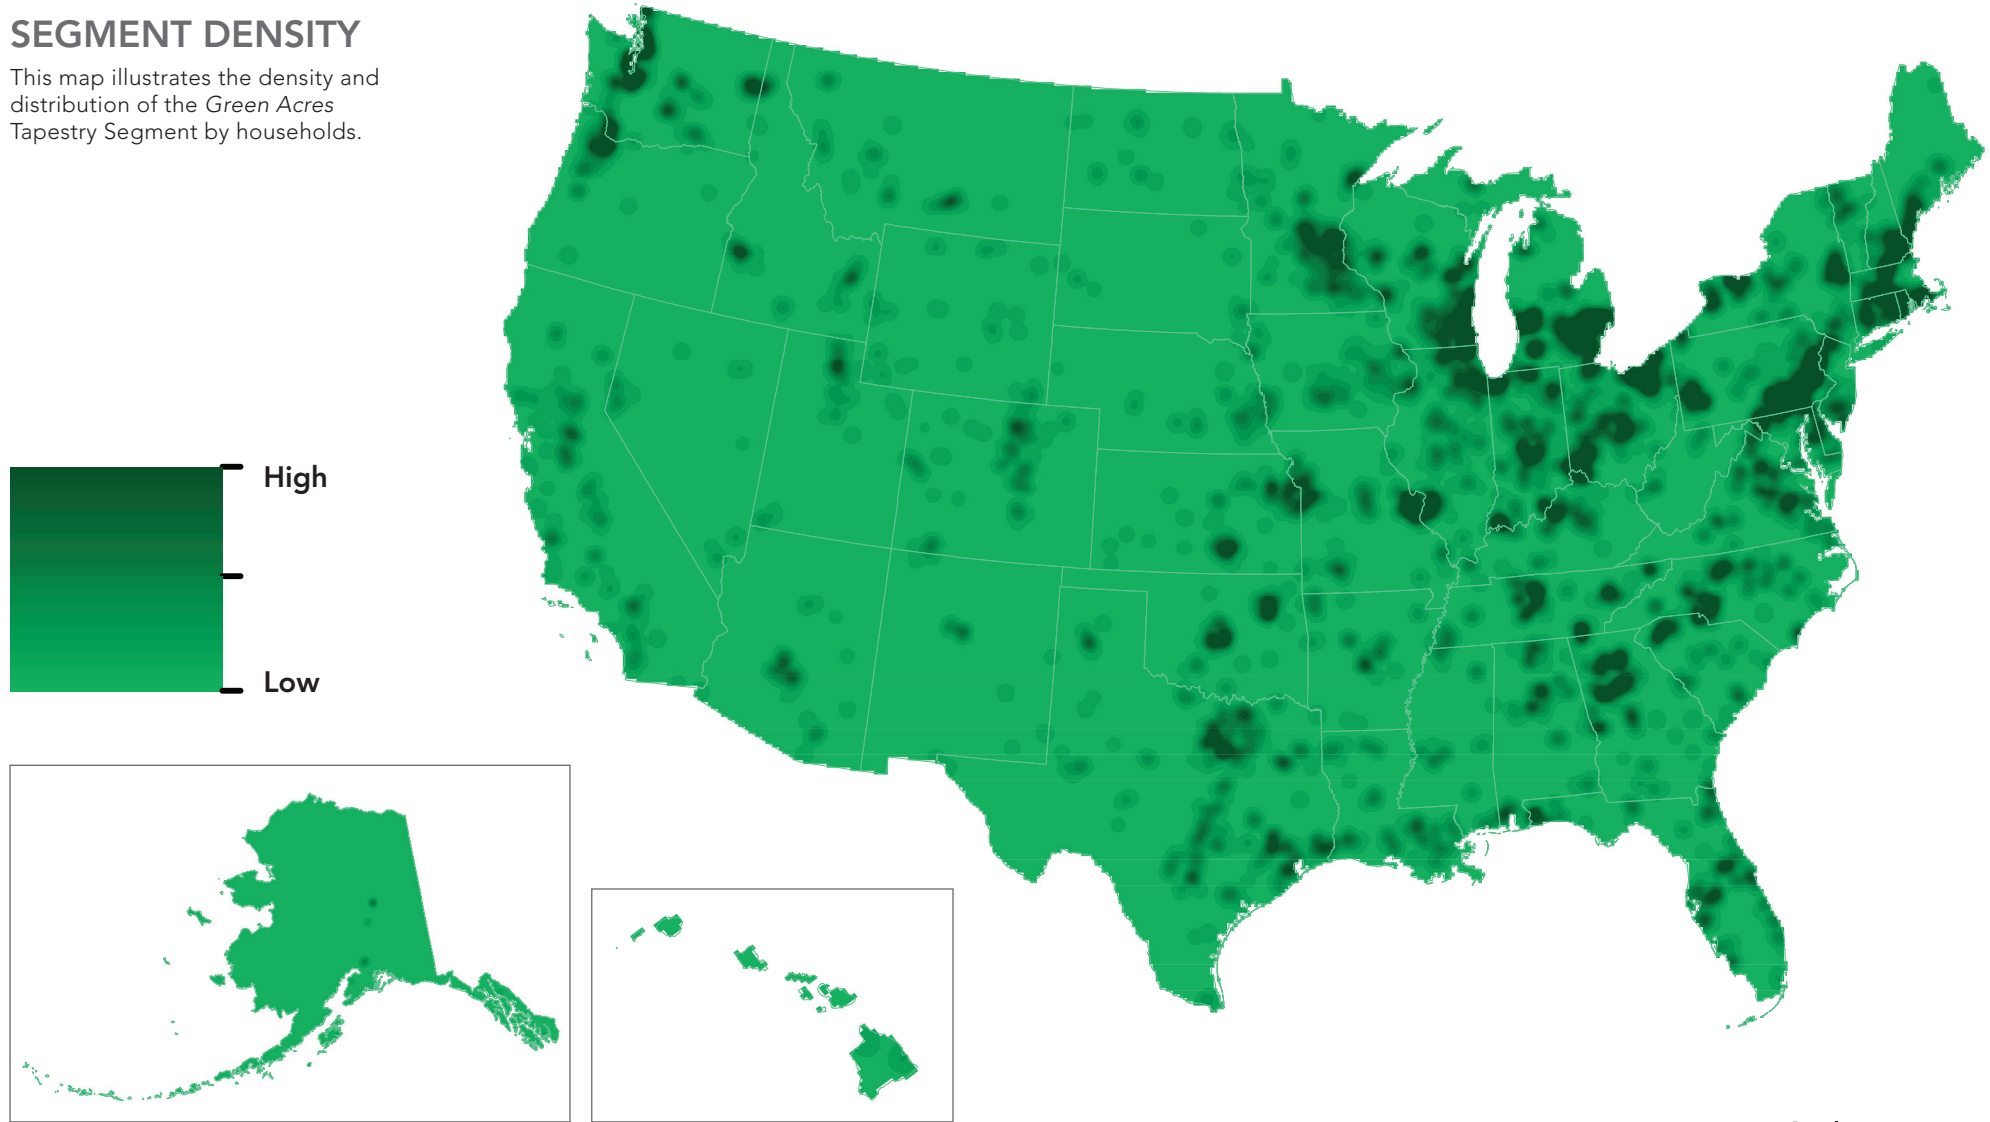 SEGMENT DENSITY
This map illustrates the density and
distribution of the Green Acres
Tapestry Segment by households.
High
Low